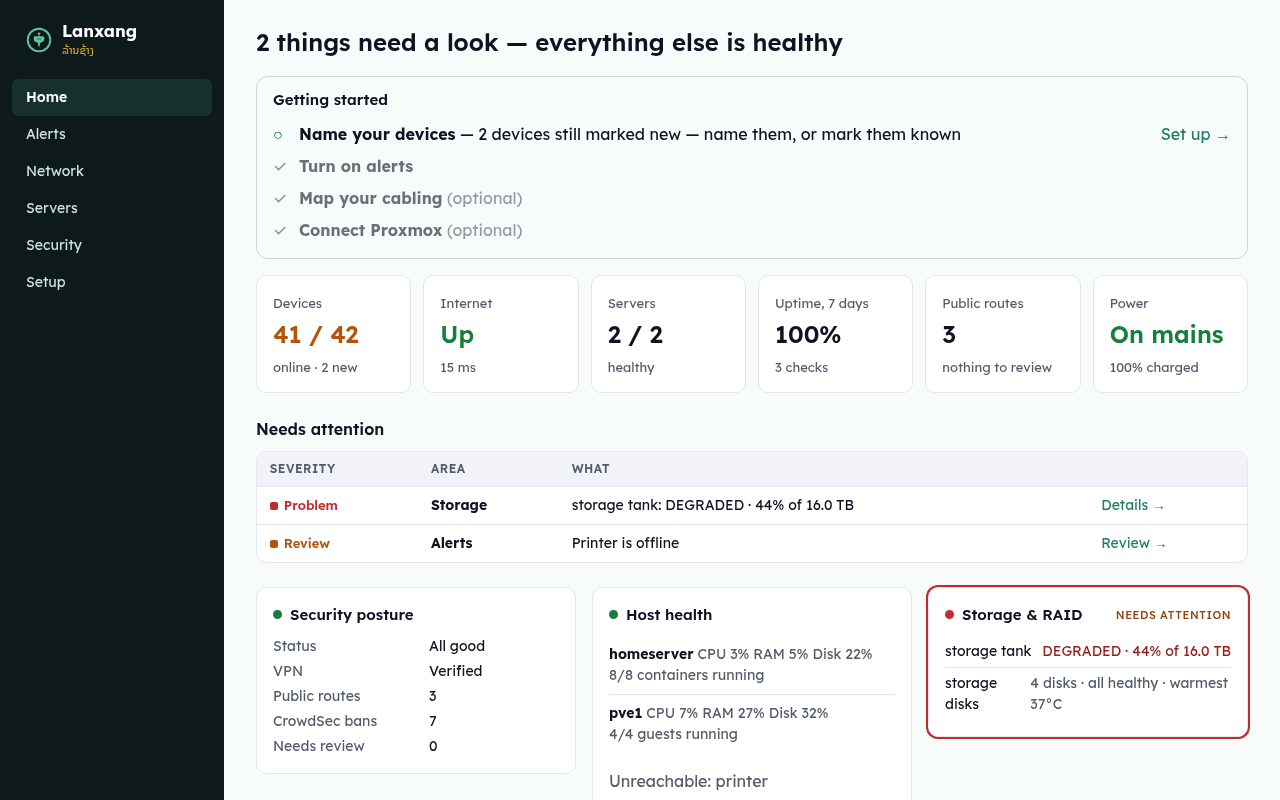 Lanxang
ລ້ານຊ້າງ
Home
Alerts
Network
Servers
Security
Setup
2 things need a look — everything else is healthy
Getting started
○ Name your devices — 2 devices still marked new — name them, or mark them known Set up →
✓ Turn on alerts
✓ Map your cabling (optional)
✓ Connect Proxmox (optional)
Devices
41 / 42
online · 2 new
Internet
Up
15 ms
Servers
2 / 2
healthy
Uptime, 7 days
100%
3 checks
Public routes
3
nothing to review
Power
On mains
100% charged
Needs attention
SEVERITY AREA WHAT
Problem Storage storage tank: DEGRADED · 44% of 16.0 TB Details →
Review Alerts Printer is offline Review →
Security posture
Status All good
VPN Verified
Public routes 3
CrowdSec bans 7
Needs review 0
Host health
homeserver CPU 3% RAM 5% Disk 22%
8/8 containers running
pve1 CPU 7% RAM 27% Disk 32%
4/4 guests running
Unreachable: printer
Storage & RAID NEEDS ATTENTION
storage tank DEGRADED · 44% of 16.0 TB
storage disks 4 disks · all healthy · warmest
37°C